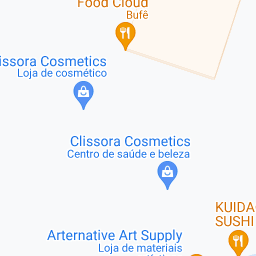 Food Cloud
Bufê
issora Cosmetics
Loja de cosmético
Clissora Cosmetics
Centro de saúde e beleza
KUIDA
SUSHI
Arternative Art Supply
Loja de materiais